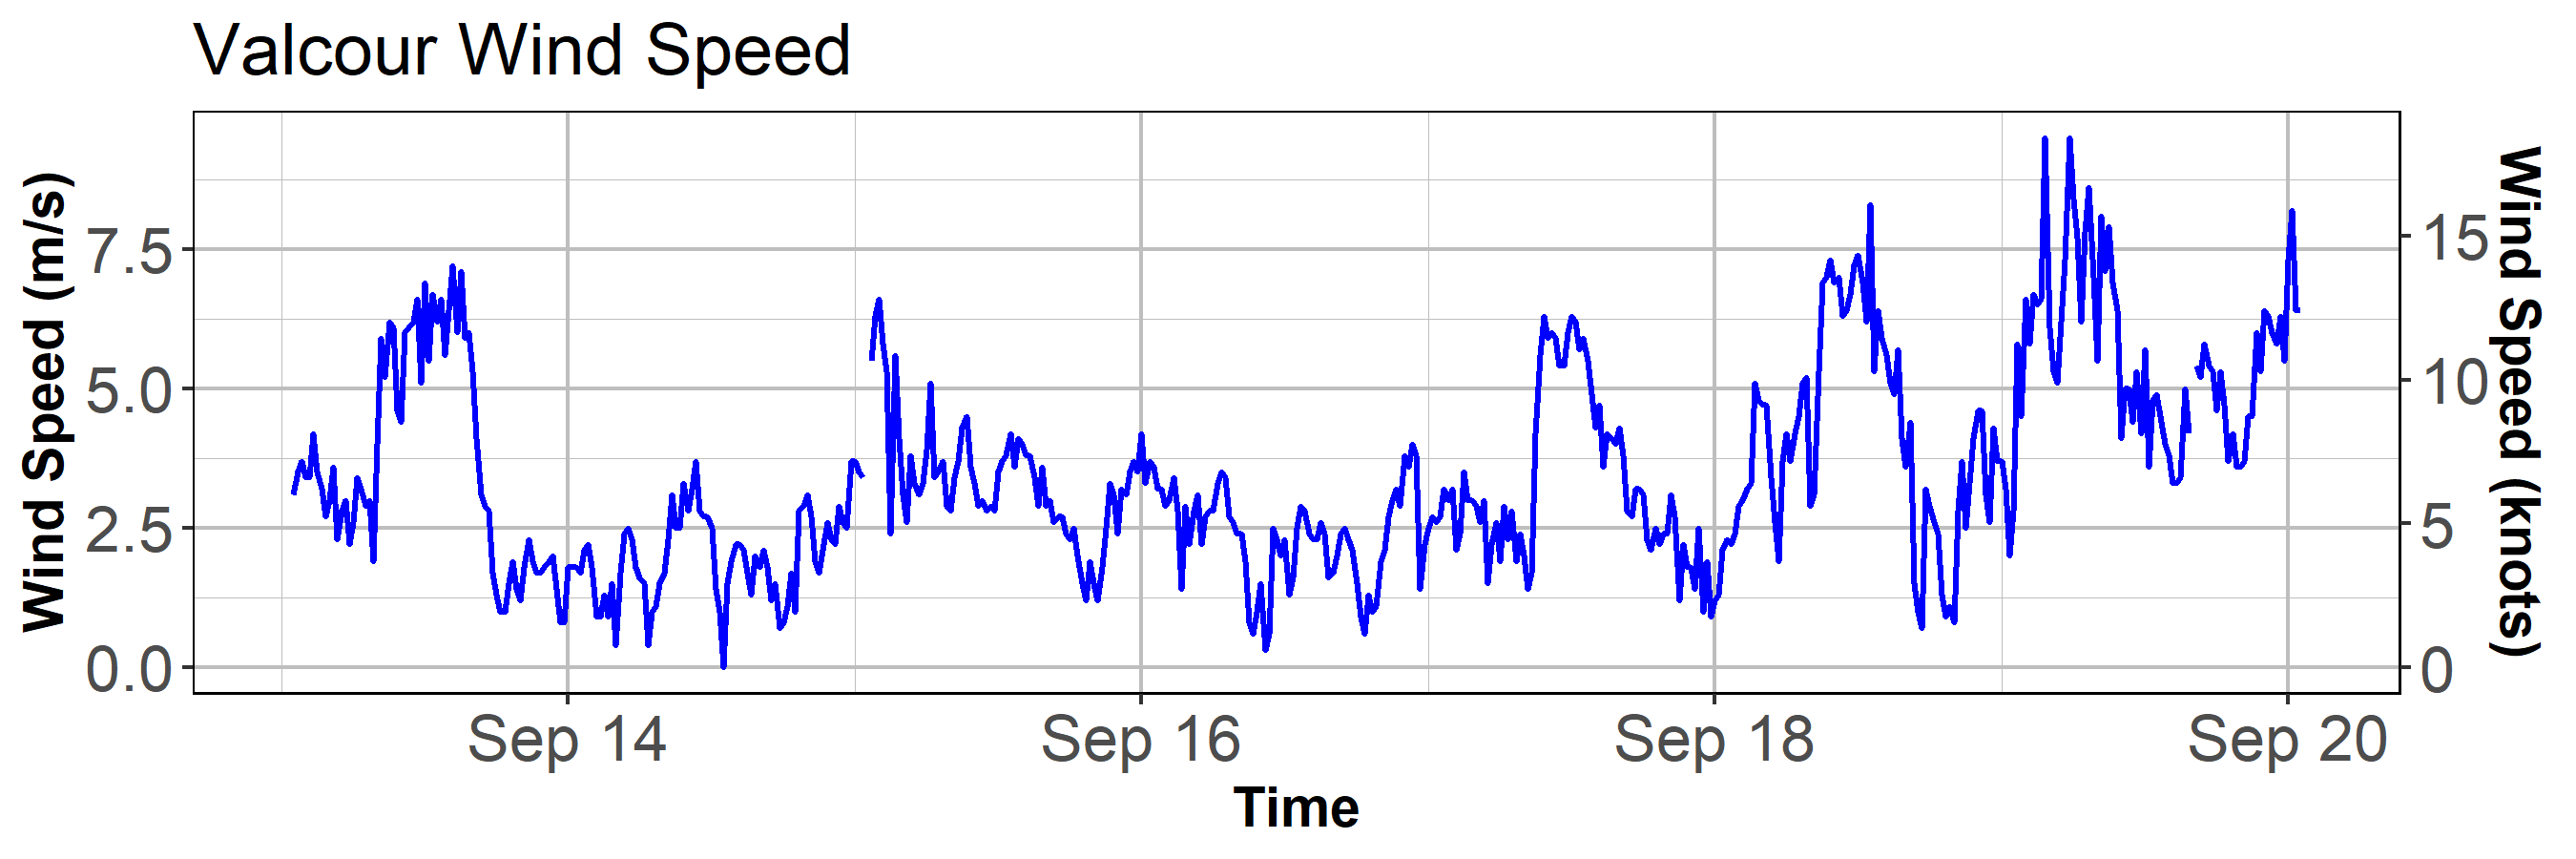 Valcour Wind Speed
Wind Speed (m/s)
7.5
5.0
2.5
0.0
15
10
5
0
Wind Speed (knots)
Sep 14
Sep 16
Sep 18
Sep 20
Time